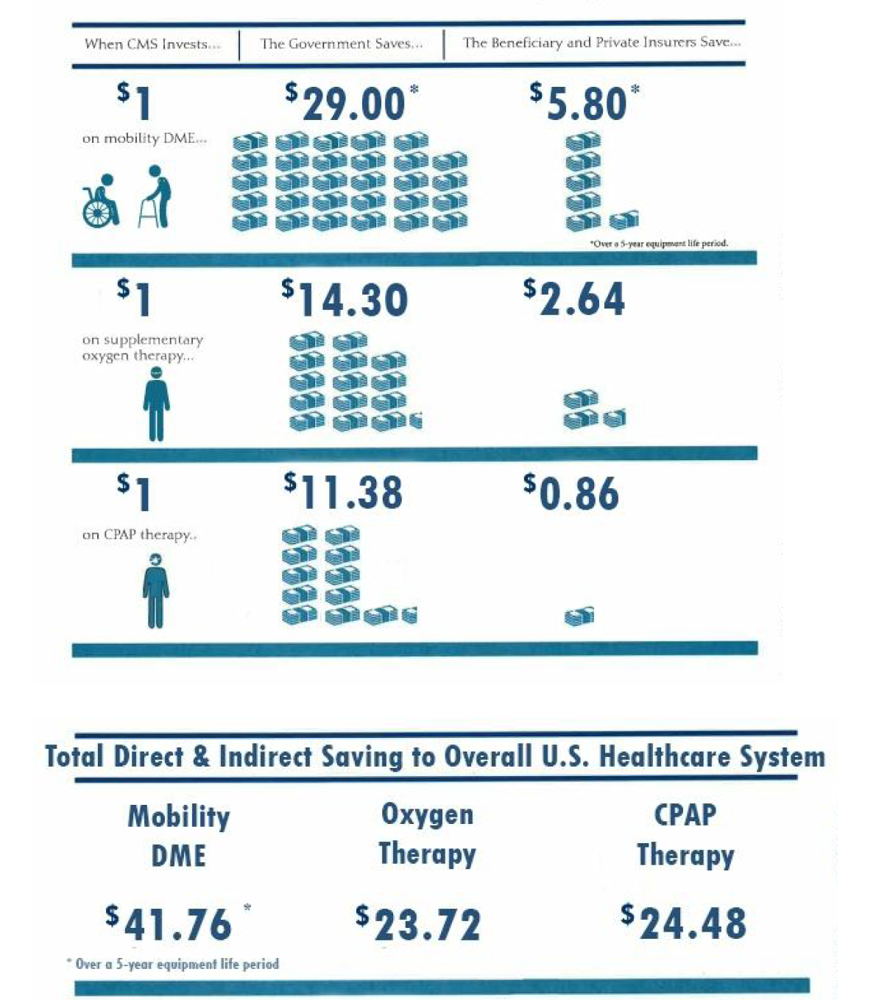 When CMS Invests...
The Government Saves...
The Beneficiary and Private Insurers Save...
$1
$29.00*
$5.80*
on mobility DME...
*Over a 5-year equipment life period.
$1
$14.30
$2.64
on supplementary
oxygen therapy...
$1
$11.38
$0.86
on CPAP therapy..
Total Direct & Indirect Saving to Overall U.S. Healthcare System
Mobility
DME
Oxygen
Therapy
CPAP
Therapy
$41.76*
$23.72
$24.48
* Over a 5-year equipment life period